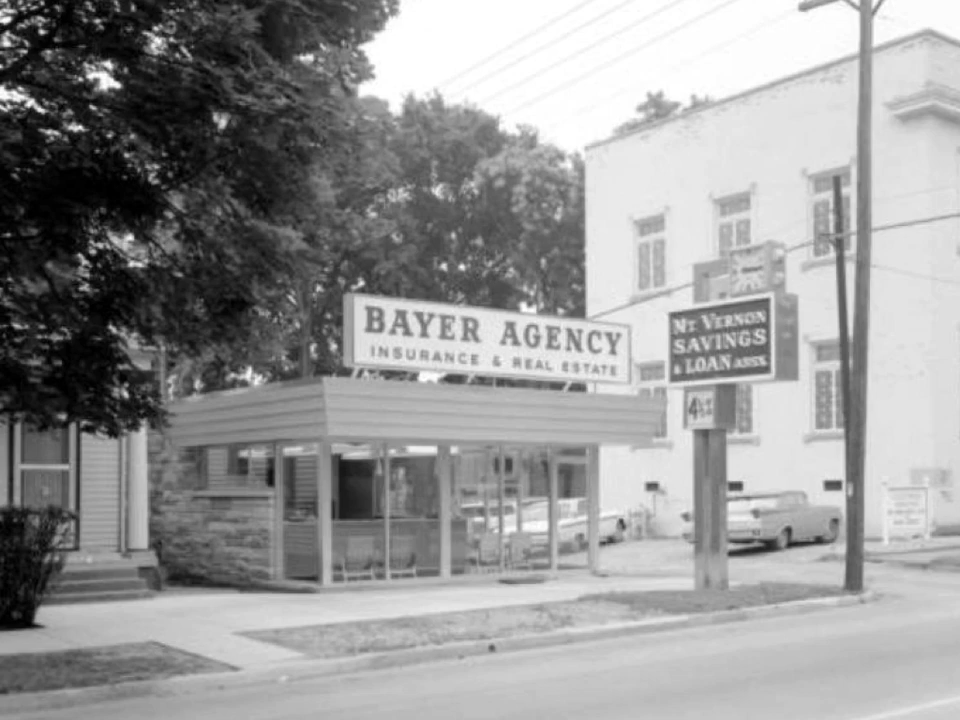 BAYER AGENCY
INSURANCE & REAL ESTATE
MT. VERNON
SAVINGS
& LOAN ASSN.
4½